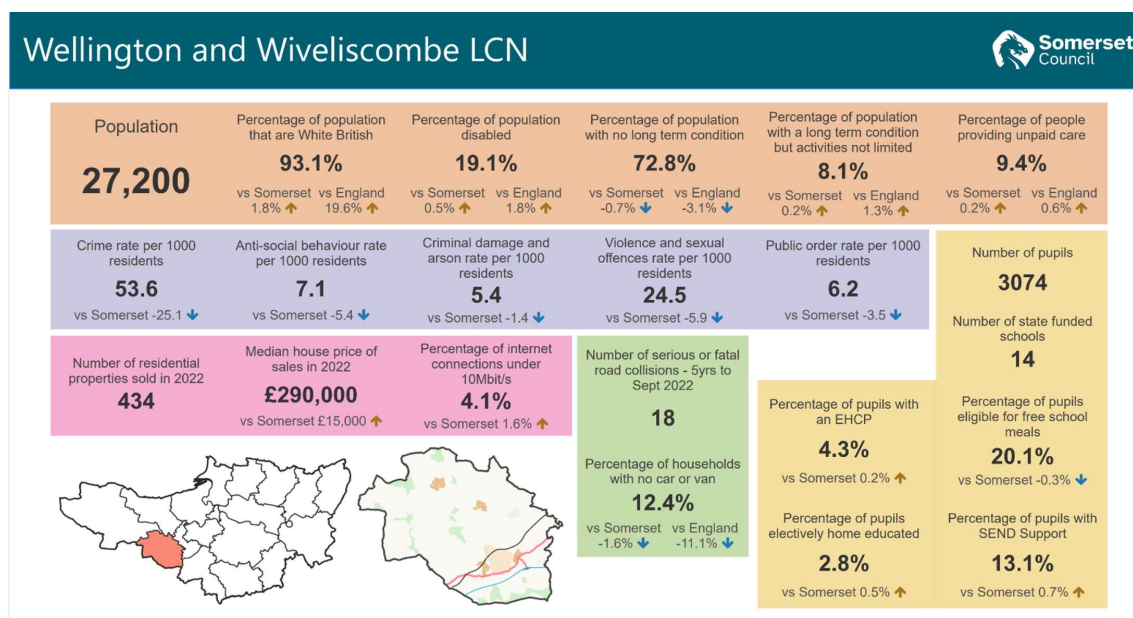 Wellington and Wiveliscombe LCN
Somerset
Council
Population
27,200
Percentage of population
that are White British
93.1%
vs Somerset vs England
1.8% ↑ 19.6% ↑
Percentage of population
disabled
19.1%
vs Somerset vs England
0.5% ↑ 1.8% ↑
Percentage of population
with no long term condition
72.8%
vs Somerset vs England
-0.7% ↓ -3.1% ↓
Percentage of population
with a long term condition
but activities not limited
8.1%
vs Somerset vs England
0.2% ↑ 1.3% ↑
Percentage of people
providing unpaid care
9.4%
vs Somerset vs England
0.2% ↑ 0.6% ↑
Crime rate per 1000
residents
53.6
vs Somerset -25.1 ↓
Anti-social behaviour rate
per 1000 residents
7.1
vs Somerset -5.4 ↓
Criminal damage and
arson rate per 1000
residents
5.4
vs Somerset -1.4 ↓
Violence and sexual
offences rate per 1000
residents
24.5
vs Somerset -5.9 ↓
Public order rate per 1000
residents
6.2
vs Somerset -3.5 ↓
Number of pupils
3074
Number of state funded
schools
14
Percentage of pupils
eligible for free school
meals
20.1%
vs Somerset -0.3% ↓
Percentage of pupils with
SEND Support
13.1%
vs Somerset 0.7% ↑
Number of residential
properties sold in 2022
434
Median house price of
sales in 2022
£290,000
vs Somerset £15,000 ↑
Percentage of internet
connections under
10Mbit/s
4.1%
vs Somerset 1.6% ↑
Number of serious or fatal
road collisions - 5yrs to
Sept 2022
18
Percentage of households
with no car or van
12.4%
vs Somerset vs England
-1.6% ↓ -11.1% ↓
Percentage of pupils with
an EHCP
4.3%
vs Somerset 0.2% ↑
Percentage of pupils
electively home educated
2.8%
vs Somerset 0.5% ↑